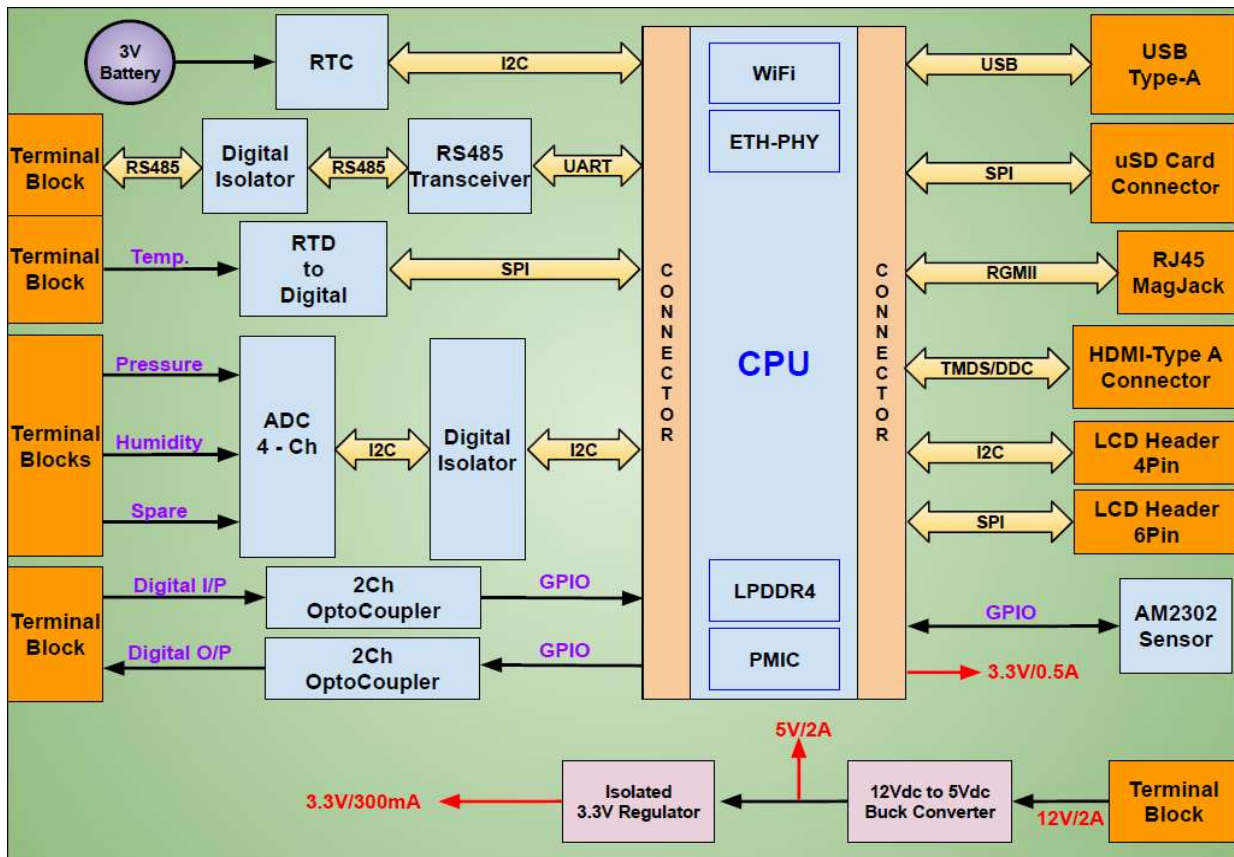 3V
Battery
RTC
I2C
WiFi
USB
USB
Type-A
ETH-PHY
Terminal
Block
RS485
Digital
Isolator
RS485
RS485
Transceiver
UART
SPI
uSD Card
Connector
Terminal
Block
Temp.
RTD
to
Digital
SPI
CONNECTOR
CONNECTOR
RGMII
RJ45
MagJack
CPU
Terminal
Blocks
Pressure
Humidity
Spare
ADC
4 - Ch
I2C
Digital
Isolator
I2C
TMDS/DDC
HDMI-Type A
Connector
I2C
LCD Header
4Pin
SPI
LCD Header
6Pin
Terminal
Block
Digital I/P
2Ch
OptoCoupler
GPIO
Digital O/P
2Ch
OptoCoupler
GPIO
LPDDR4
PMIC
GPIO
AM2302
Sensor
3.3V/0.5A
5V/2A
3.3V/300mA
Isolated
3.3V Regulator
12Vdc to 5Vdc
Buck Converter
12V/2A
Terminal
Block